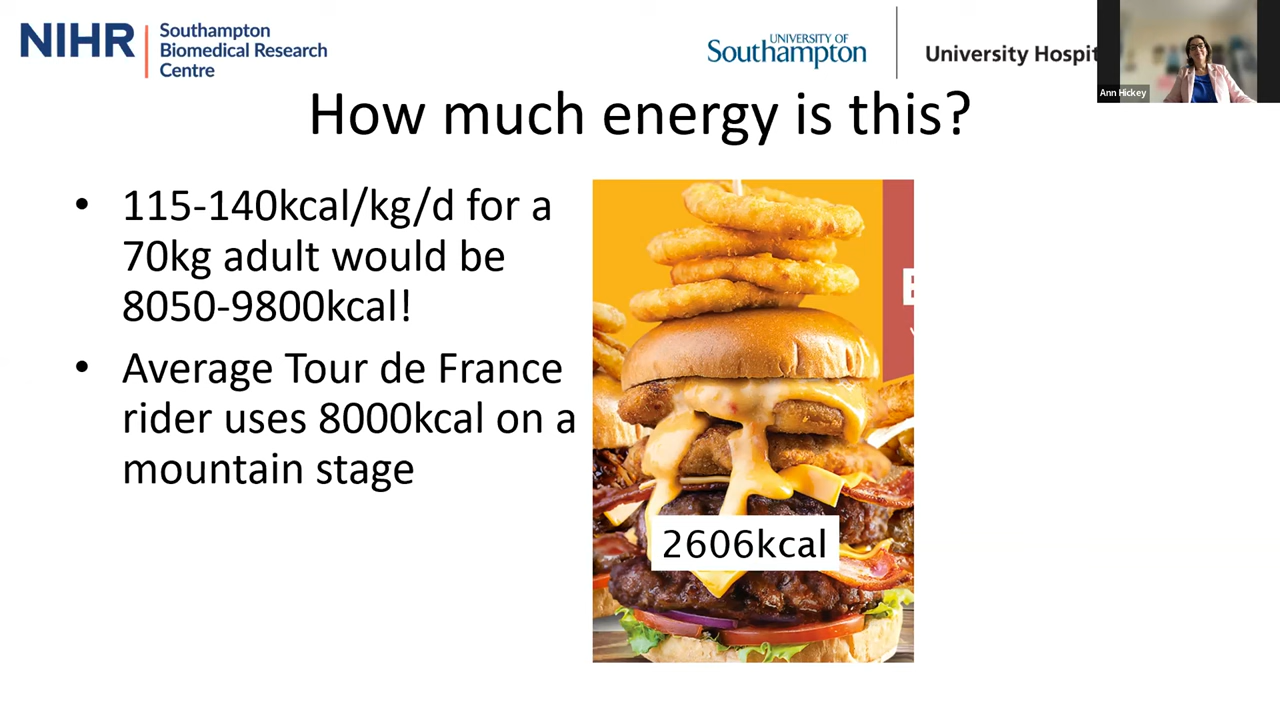 NIHR
Southampton
Biomedical Research
Centre
UNIVERSITY OF
Southampton
University Hospit
Ann Hickey
How much energy is this?
• 115-140kcal/kg/d for a
70kg adult would be
8050-9800kcal!
• Average Tour de France
rider uses 8000kcal on a
mountain stage
2606kcal